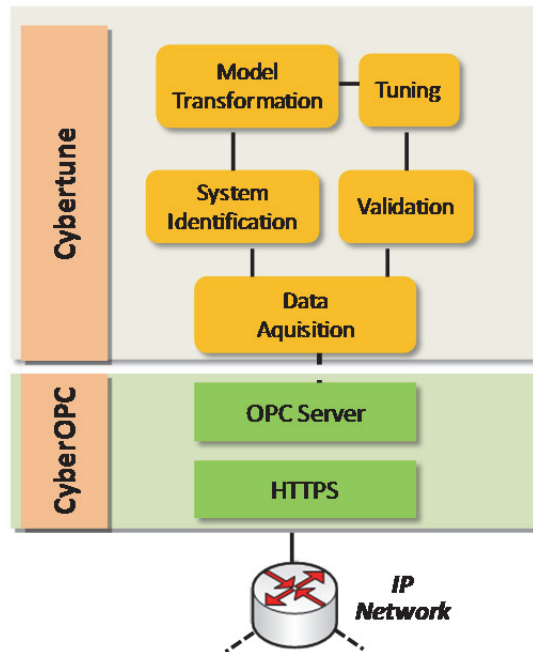 Cybertune
Model
Transformation
Tuning
System
Identification
Validation
Data
Aquisition
CyberOPC
OPC Server
HTTPS
IP
Network